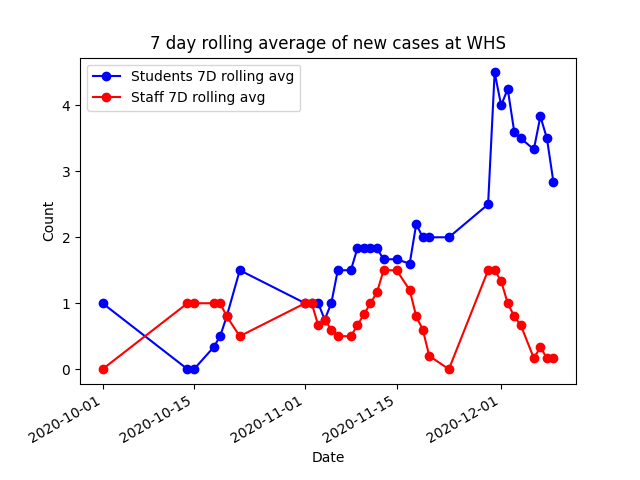 7 day rolling average of new cases at WHS
Students 7D rolling avg
Staff 7D rolling avg
Count
4
3
2
1
0
2020-10-01
2020-10-15
2020-11-01
2020-11-15
2020-12-01
Date